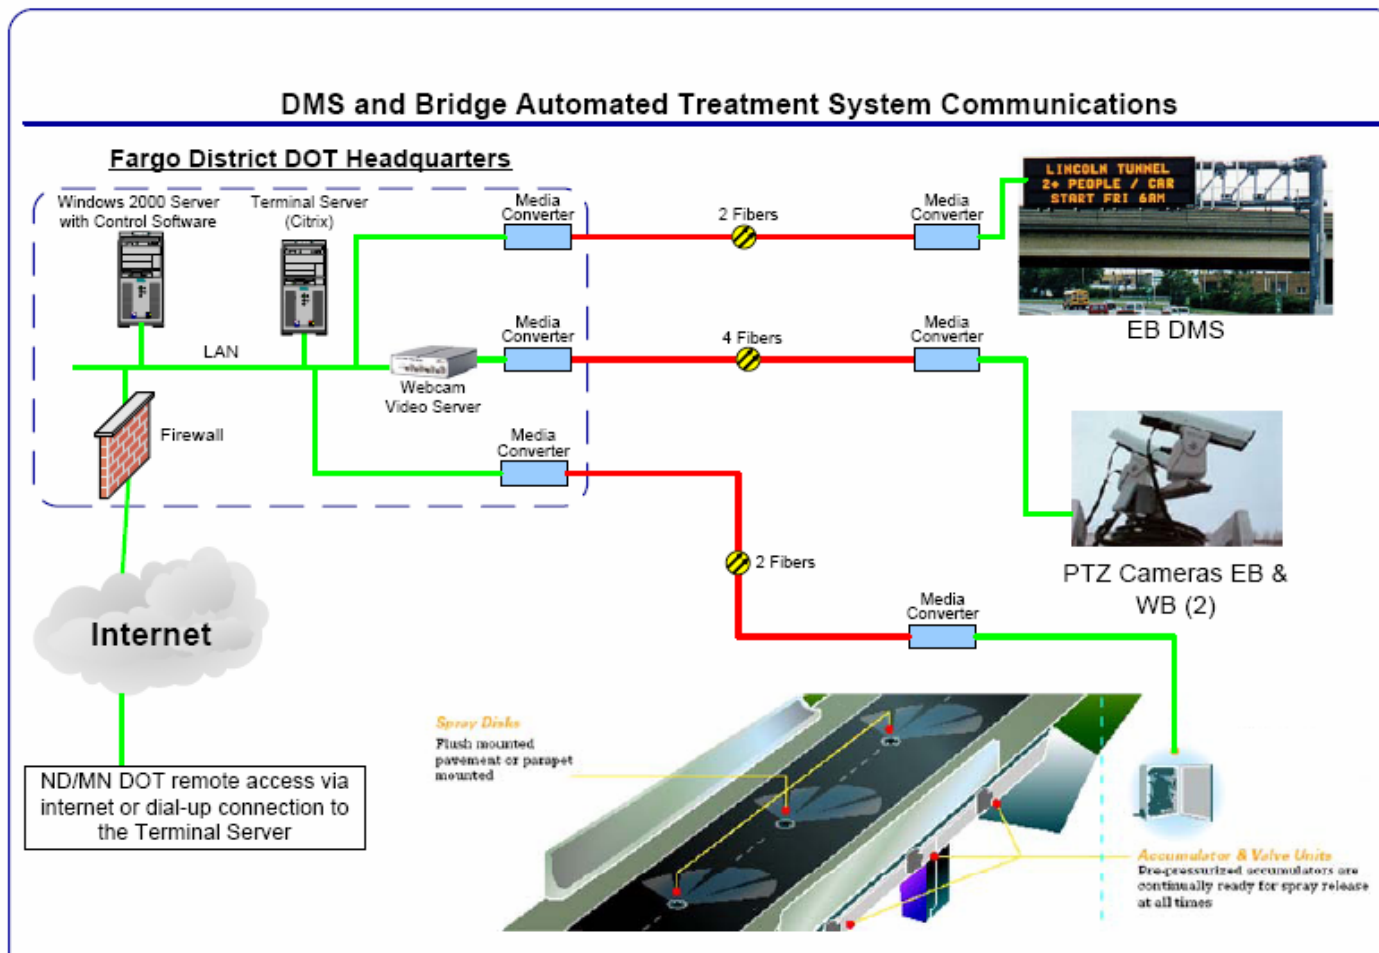 DMS and Bridge Automated Treatment System Communications
Fargo District DOT Headquarters
Windows 2000 Server
with Control Software
Terminal Server
(Citrix)
Media
Converter
2 Fibers
Media
Converter
LINCOLN TUNNEL
2+ PEOPLE / CAR
START FRI 6AM
EB DMS
LAN
Media
Converter
4 Fibers
Media
Converter
Webcam
Video Server
Firewall
Media
Converter
PTZ Cameras EB &
WB (2)
2 Fibers
Media
Converter
Internet
ND/MN DOT remote access via
internet or dial-up connection to
the Terminal Server
Spray Disks
Flush mounted
pavement or parapet
mounted
Accumulator & Valve Units
Pre-pressurized accumulators are
continually ready for spray release
at all times